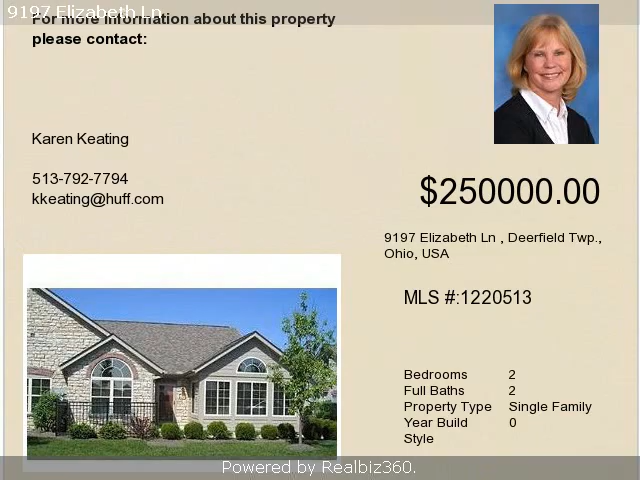 9197 Elizabeth Ln
For more information about this property
please contact:
Karen Keating
513-792-7794
kkeating@huff.com
$250000.00
9197 Elizabeth Ln , Deerfield Twp.,
Ohio, USA
MLS #:1220513
Bedrooms 2
Full Baths 2
Property Type Single Family
Year Build 0
Style
Powered by Realbiz360.